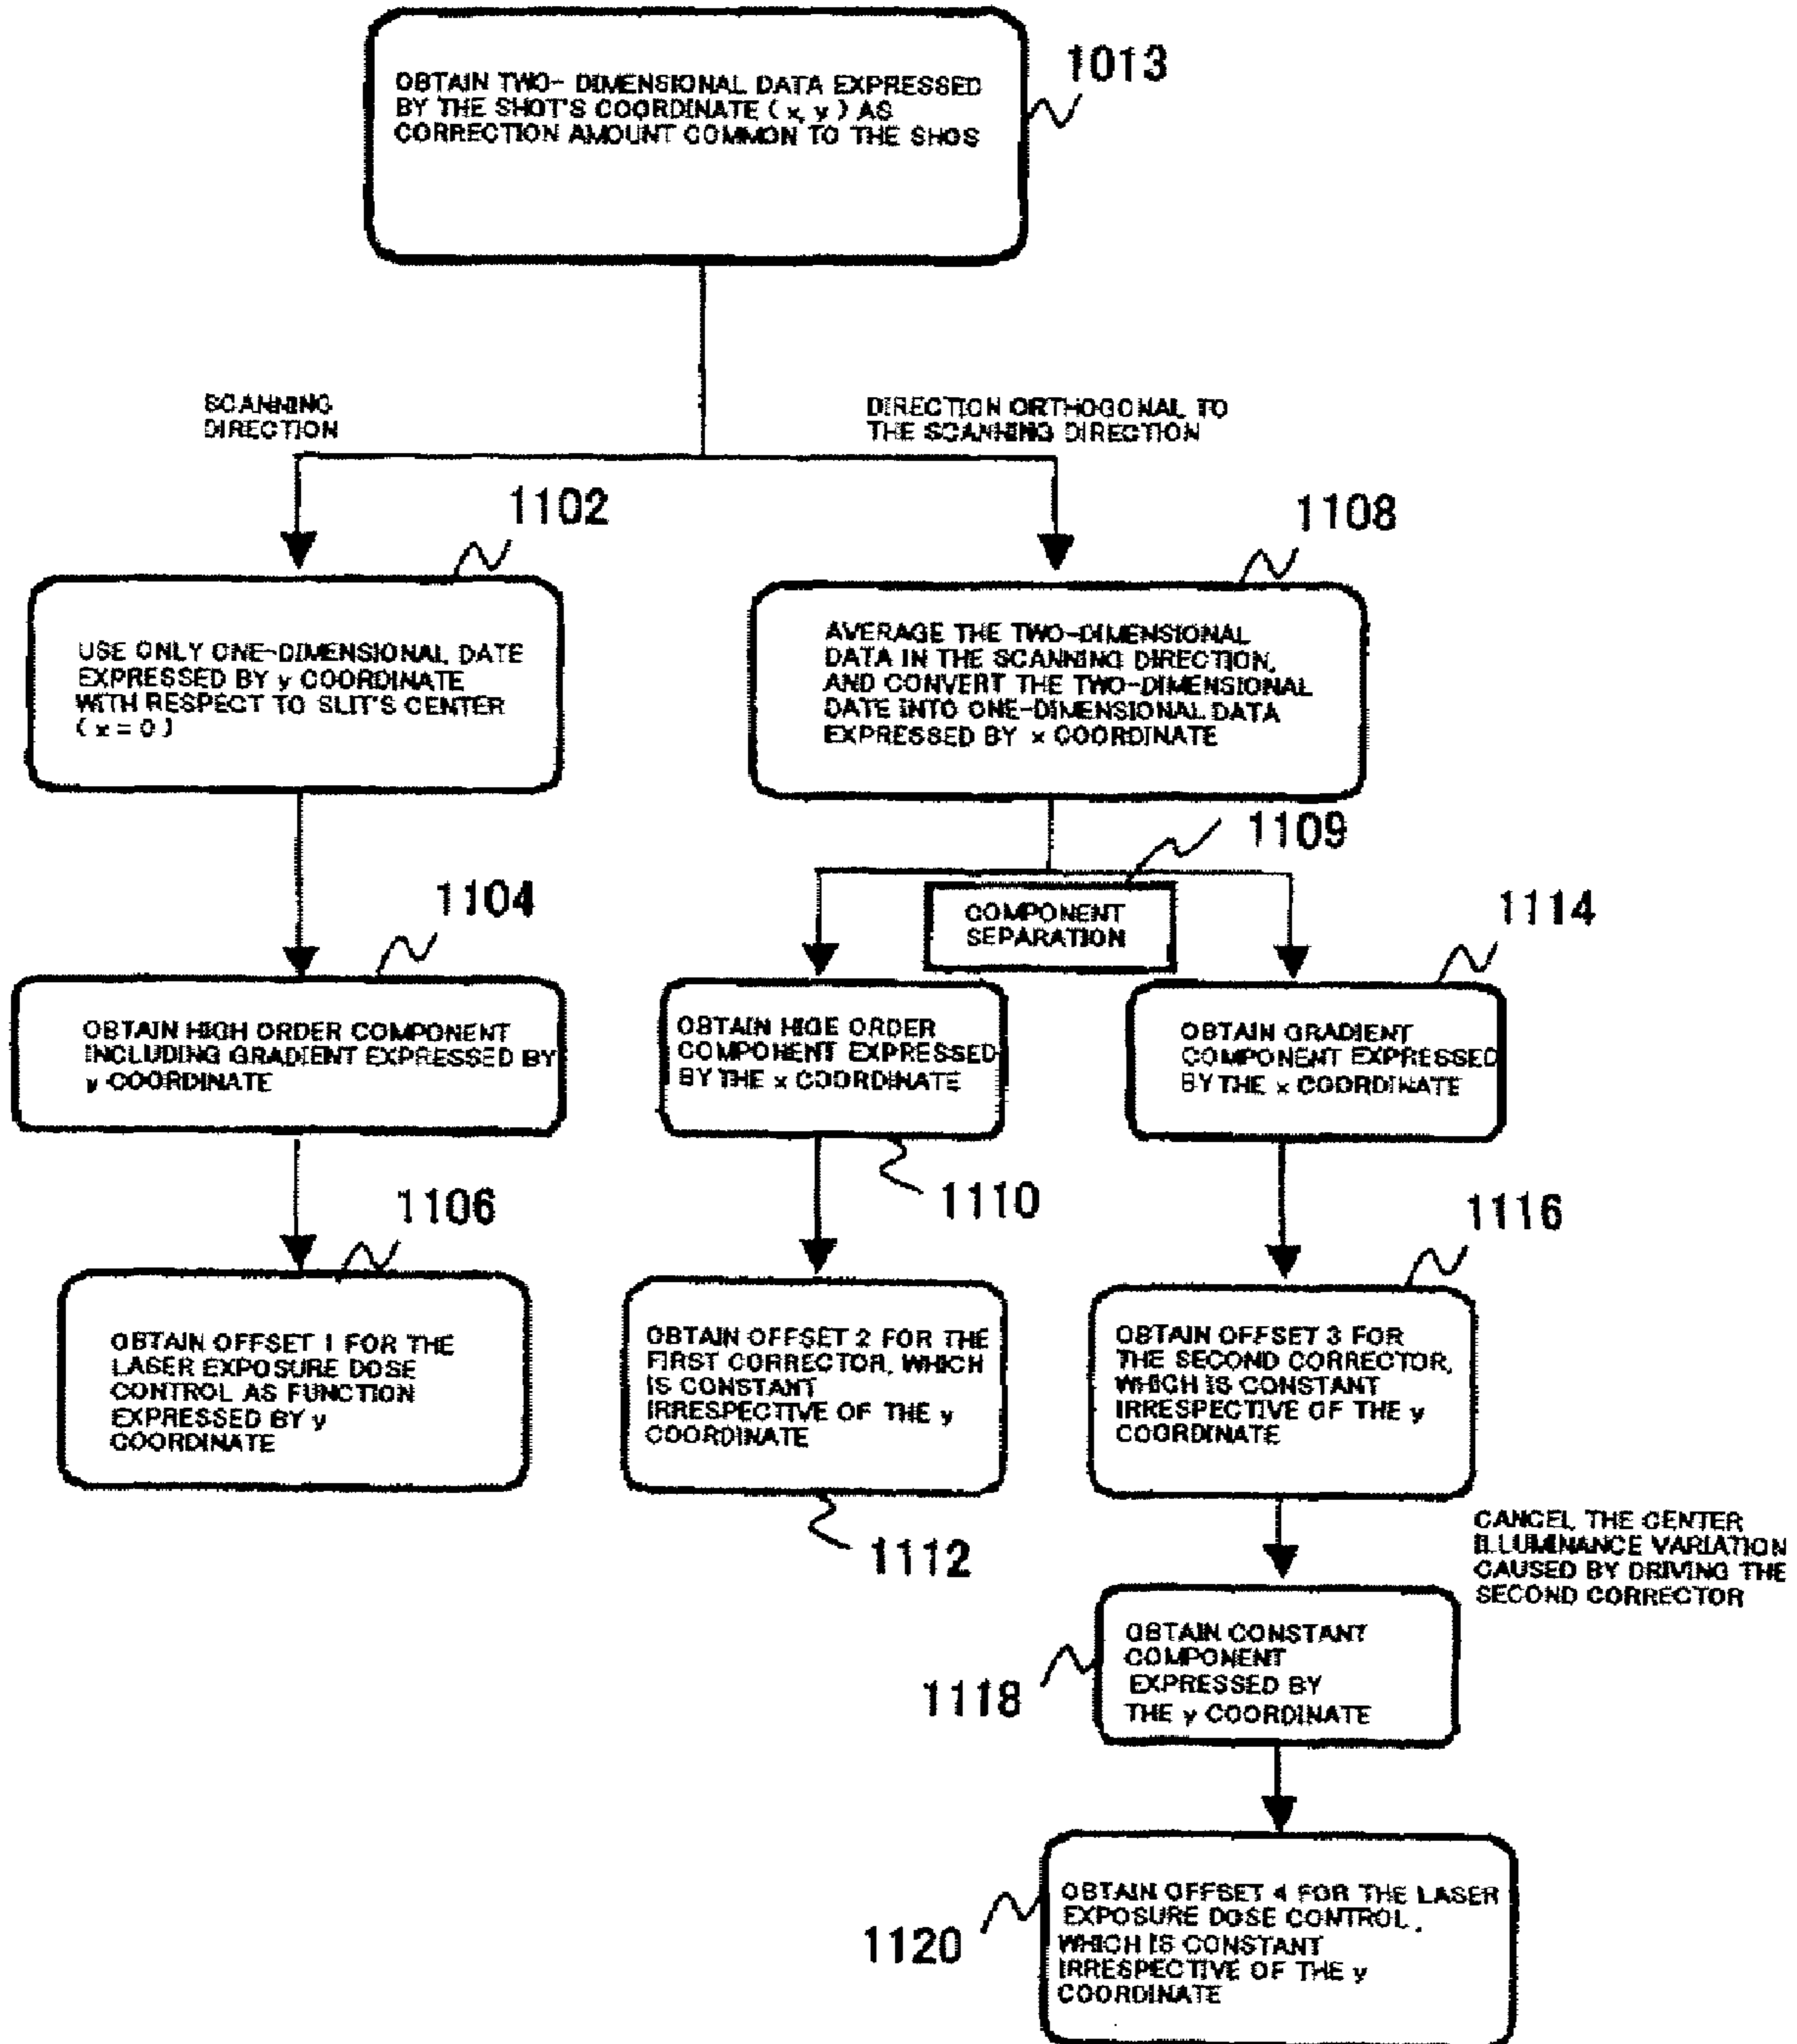 OBTAIN TWO- DIMENSIONAL DATA EXPRESSED
BY THE SHOT'S COORDINATE ( x, y ) AS
CORRECTION AMOUNT COMMON TO THE SHOS
1013
SCANNING
DIRECTION
DIRECTION ORTHOGONAL TO
THE SCANNING DIRECTION
1102
1108
USE ONLY ONE-DIMENSIONAL DATE
EXPRESSED BY y COORDINATE
WITH RESPECT TO SLIT'S CENTER
( x = 0 )
AVERAGE THE TWO-DIMENSIONAL
DATA IN THE SCANNING DIRECTION,
AND CONVERT THE TWO-DIMENSIONAL
DATE INTO ONE-DIMENSIONAL DATA
EXPRESSED BY x COORDINATE
1109
COMPONENT
SEPARATION
1104
1114
OBTAIN HIGH ORDER COMPONENT
INCLUDING GRADIENT EXPRESSED BY
y COORDINATE
OBTAIN HIGE ORDER
COMPONENT EXPRESSED
BY THE x COORDINATE
OBTAIN GRADIENT
COMPONENT EXPRESSED
BY THE x COORDINATE
1110
1106
1116
OBTAIN OFFSET 1 FOR THE
LASER EXPOSURE DOSE
CONTROL AS FUNCTION
EXPRESSED BY y
COORDINATE
OBTAIN OFFSET 2 FOR THE
FIRST CORRECTOR, WHICH
IS CONSTANT
IRRESPECTIVE OF THE y
COORDINATE
OBTAIN OFFSET 3 FOR
THE SECOND CORRECTOR,
WHICH IS CONSTANT
IRRESPECTIVE OF THE y
COORDINATE
1112
CANCEL THE CENTER
ILLUMINANCE VARIATION
CAUSED BY DRIVING THE
SECOND CORRECTOR
OBTAIN CONSTANT
COMPONENT
EXPRESSED BY
THE y COORDINATE
1118
OBTAIN OFFSET 4 FOR THE LASER
EXPOSURE DOSE CONTROL,
WHICH IS CONSTANT
IRRESPECTIVE OF THE y
COORDINATE
1120